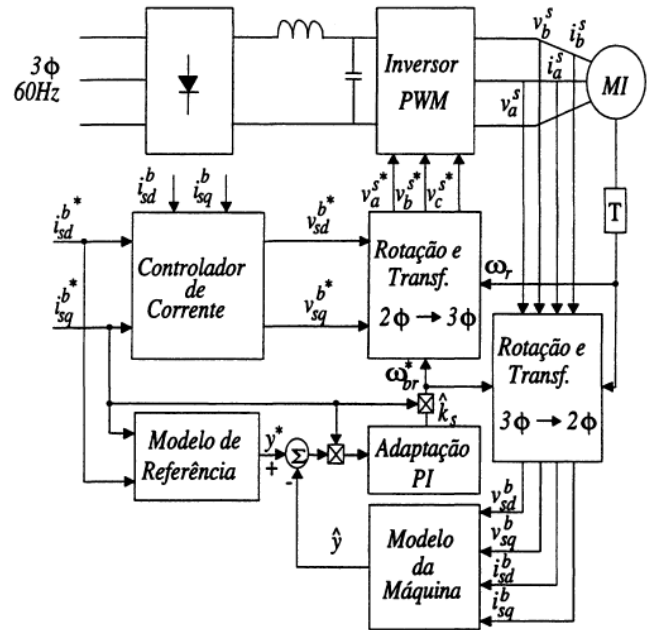 3ϕ
60Hz
Inversor
PWM
v_b^s
i_b^s
i_a^s
v_a^s
MI
T
i_sd^b
i_sq^b
v_a^s*
v_b^s*
v_c^s*
i_sd^b*
i_sq^b*
Controlador
de
Corrente
v_sd^b*
v_sq^b*
Rotação e
Transf.
2ϕ → 3ϕ
ω_r
ω_br^*
Rotação e
Transf.
3ϕ → 2ϕ
k̂_s
Modelo de
Referência
y*
+
Σ
-
Adaptação
PI
ŷ
Modelo
da
Máquina
v_sd^b
v_sq^b
i_sd^b
i_sq^b